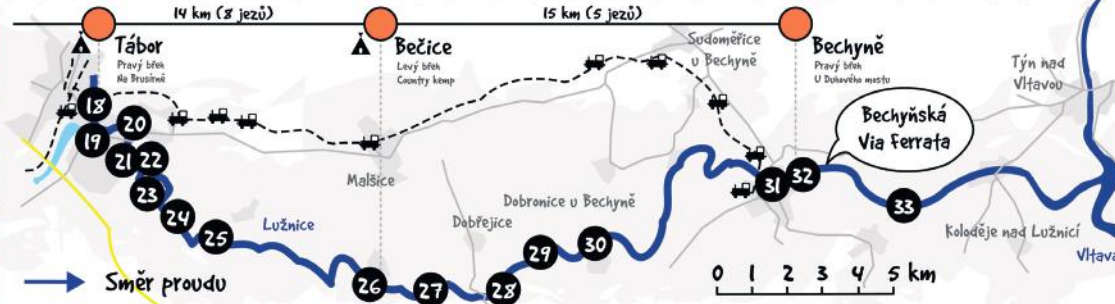 14 km (8 jezů)
15 km (5 jezů)
Tábor
Pravý břeh
Na Brusírně
Bečice
Levý břeh
Country kemp
Sudoměřice
u Bechyně
Bechyně
Pravý břeh
U Duhového mostu
Týn nad
Vltavou
Bechyňská
Via Ferrata
18
19
20
21
22
23
24
25
Lužnice
Malšice
Dobřejice
Dobronice u Bechyně
26
27
28
29
30
31
32
33
Koloděje nad Lužnicí
Vltava
Směr proudu
0 1 2 3 4 5 km